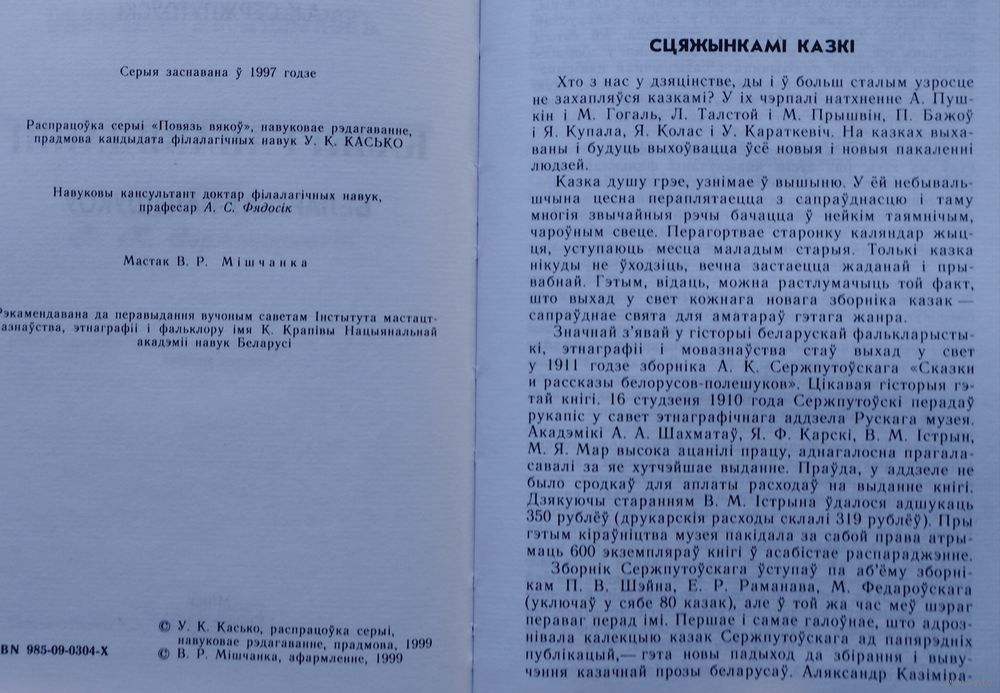 Серыя заснавана ў 1997 годзе
Распрацоўка серыі «Повязь вякоў», навуковае рэдагаванне,
прадмова кандыдата філалагічных навук У. К. КАСЬКО
Навуковы кансультант доктар філалагічных навук,
прафесар А. С. Фядосік
Мастак В. Р. Мішчанка
Рэкамендавана да перавыдання вучоным саветам Інстытута мастацт-
азнаўства, этнаграфіі і фальклору імя К. Крапівы Нацыянальнай
акадэміі навук Беларусі
© У. К. Касько, распрацоўка серыі,
навуковае рэдагаванне, прадмова, 1999
BN 985-09-0304-X
© В. Р. Мішчанка, афармленне, 1999
СЦЯЖЫНКАМІ КАЗКІ
Хто з нас у дзяцінстве, ды і ў больш сталым узросце
не захапляўся казкамі? У іх чэрпалі натхненне А. Пуш-
кін і М. Гогаль, Л. Талстой і М. Прышвін, П. Бажоў
і Я. Купала, Я. Колас і У. Караткевіч. На казках выха-
ваны і будуць выхоўвацца ўсё новыя і новыя пакаленні
людзей.
Казка душу грэе, узнімае ў вышыню. У ёй небываль-
шчына цесна пераплятаецца з сапраўднасцю і таму
многія звычайныя рэчы бачацца ў нейкім таямнічым,
чароўным свеце. Перагортвае старонку каляндар жыц-
ця, уступаюць месца маладым старыя. Толькі казка
нікуды не ўходзіць, вечна застаецца жаданай і пры-
вабнай. Гэтым, відаць, можна растлумачыць той факт,
што выхад у свет кожнага новага зборніка казак —
сапраўднае свята для аматараў гэтага жанра.
Значнай з'явай у гісторыі беларускай фалькларысты-
кі, этнаграфіі і мовазнаўства стаў выхад у свет
у 1911 годзе зборніка А. К. Сержпутоўскага «Сказки
и рассказы белорусов-полешуков». Цікавая гісторыя гэ-
тай кнігі. 16 студзеня 1910 года Сержпутоўскі перадаў
рукапіс у савет этнаграфічнага аддзела Рускага музея.
Акадэмікі А. А. Шахматаў, Я. Ф. Карскі, В. М. Істрын,
М. Я. Мар высока ацанілі працу, аднагалосна прагала-
савалі за яе хутчэйшае выданне. Праўда, у аддзеле не
было сродкаў для аплаты расходаў на выданне кнігі.
Дзякуючы старанням В. М. Істрына ўдалося адшукаць
350 рублёў (друкарскія расходы склалі 319 рублёў). Пры
гэтым кіраўніцтва музея пакідала за сабой права атры-
маць 600 экземпляраў кнігі ў асабістае распараджэнне.
Зборнік Сержпутоўскага ўступаў па аб'ёму зборні-
кам П. В. Шэйна, Е. Р. Раманава, М. Федароўскага
(уключаў у сябе 80 казак), але ў той жа час меў шэраг
пераваг перад імі. Першае і самае галоўнае, што адроз-
нівала калекцыю казак Сержпутоўскага ад папярэдніх
публікацый,— гэта новы падыход да збірання і выву-
чэння казачнай прозы беларусаў. Аляксандр Казіміра-